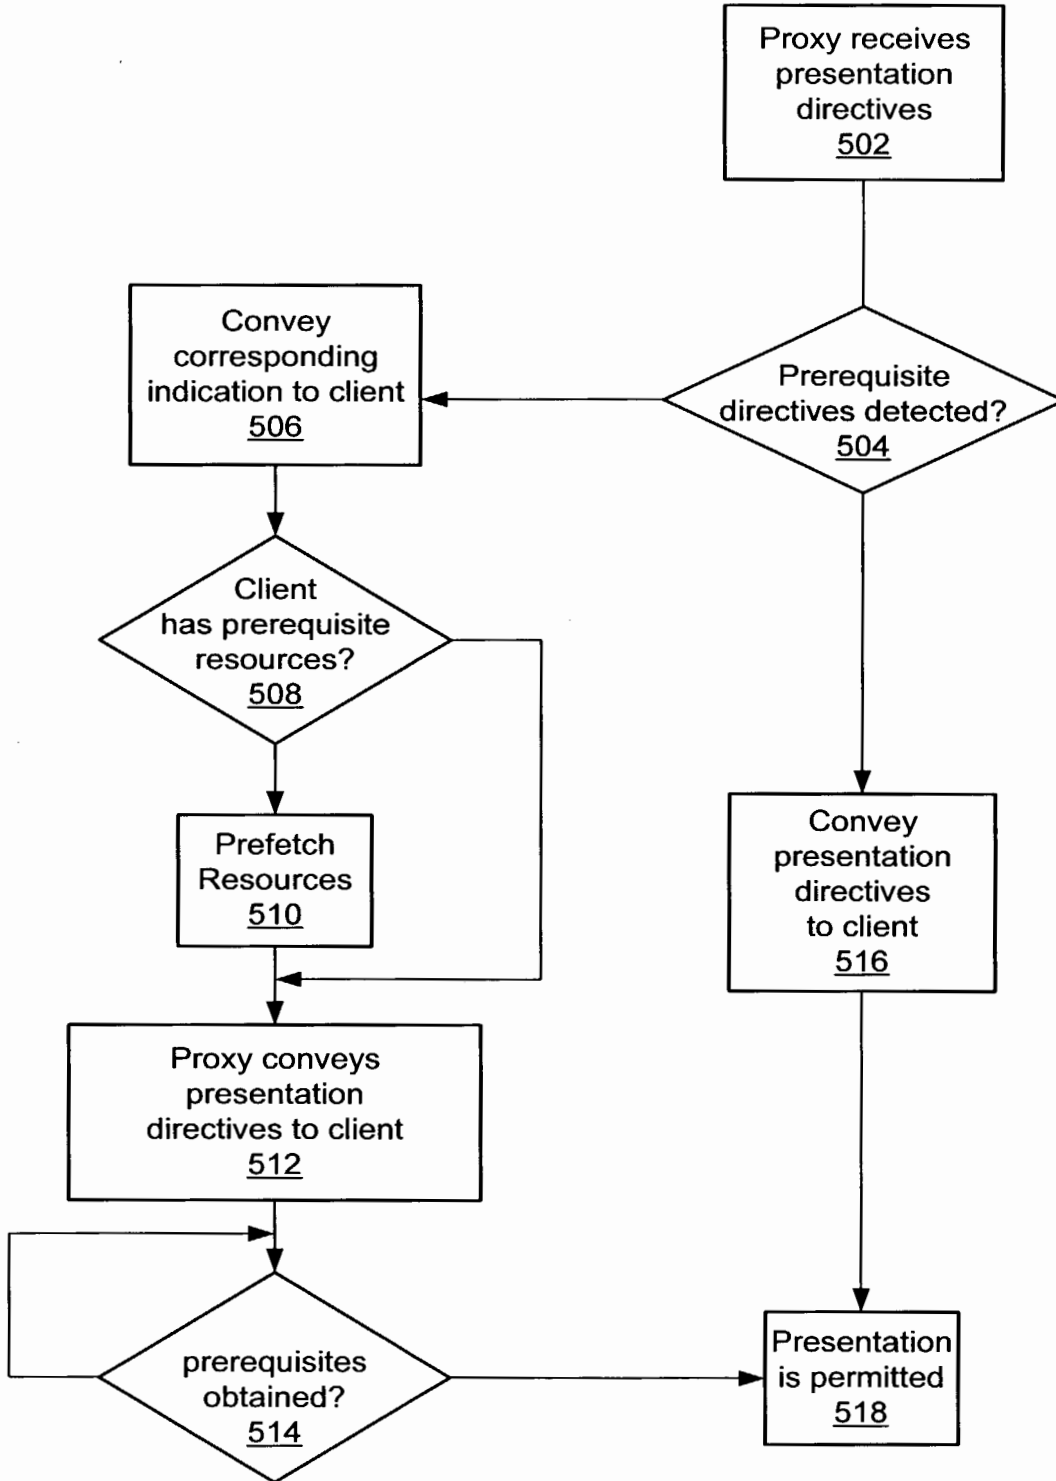 Proxy receives
presentation
directives
502
Prerequisite
directives detected?
504
Convey
corresponding
indication to client
506
Client
has prerequisite
resources?
508
Prefetch
Resources
510
Proxy conveys
presentation
directives to client
512
prerequisites
obtained?
514
Convey
presentation
directives
to client
516
Presentation
is permitted
518